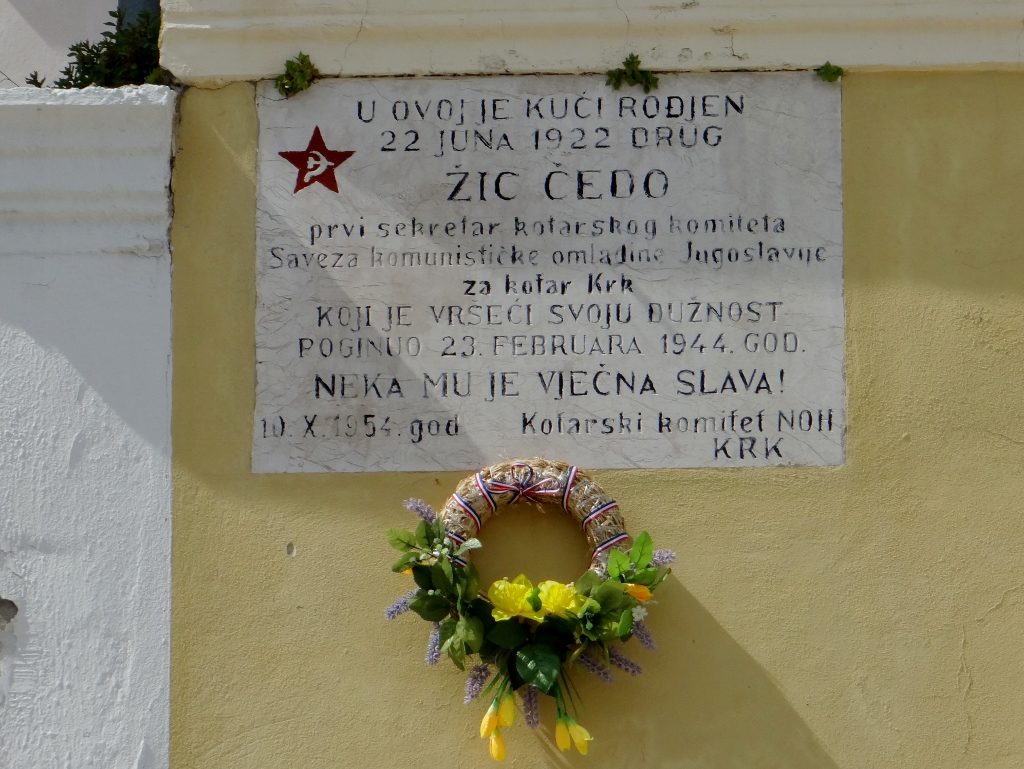 U OVOJ JE KUĆI ROĐJEN
22 JUNA 1922 DRUG
ŽIC ČEDO
prvi sekretar kotarskog komiteta
Saveza komunističke omladine Jugoslavije
za kotar Krk
KOJI JE VRŠEĆI SVOJU DUŽNOST
POGINUO 23. FEBRUARA 1944. GOD.
NEKA MU JE VJEČNA SLAVA!
10. X. 1954. god Kotarski komitet NOH
KRK